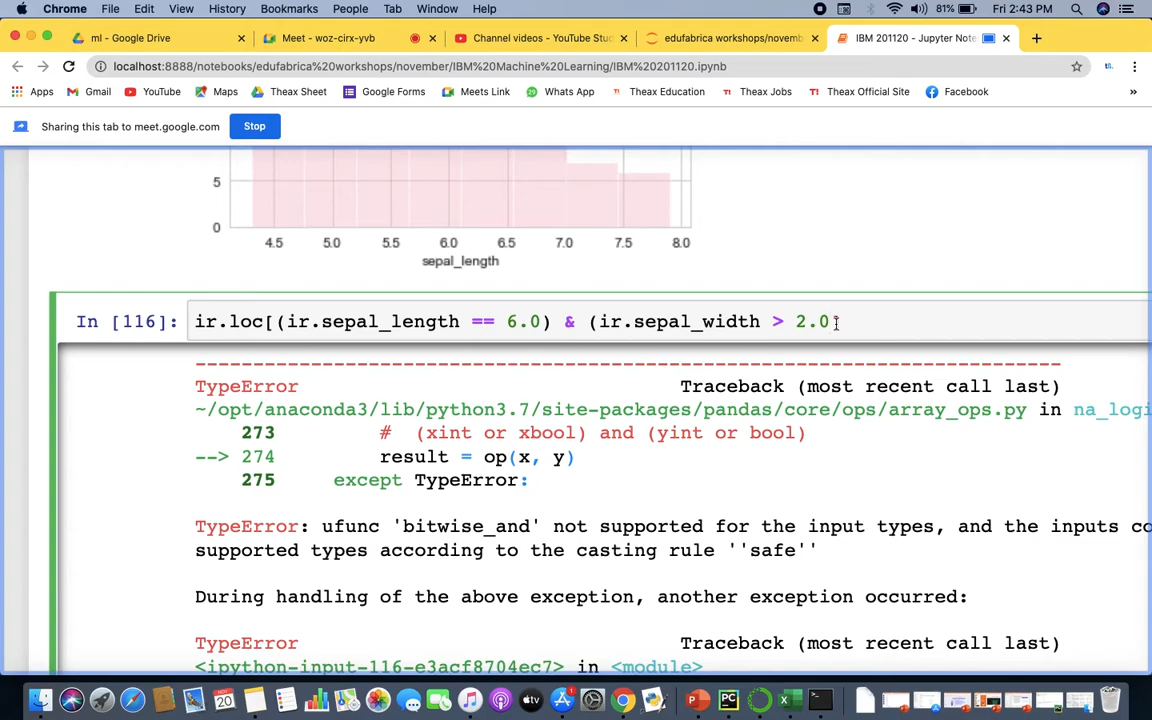 Chrome File Edit View History Bookmarks People Tab Window Help 81% Fri 2:43 PM
ml - Google Drive Meet - woz-cirx-yvb Channel videos - YouTube Stu edufabrica workshops/novemb IBM 201120 - Jupyter Note
localhost:8888/notebooks/edufabrica%20workshops/november/IBM%20Machine%20Learning/IBM%20201120.ipynb
Apps Gmail YouTube Maps Theax Sheet Google Forms Meetings Link Whats App Theax Education Theax Jobs Theax Official Site Facebook »
Sharing this tab to meet.google.com Stop
5
0
4.5 5.0 5.5 6.0 6.5 7.0 7.5 8.0
sepal_length
In [116]: ir.loc[(ir.sepal_length == 6.0) & (ir.sepal_width > 2.0
---------------------------------------------------------------------------
TypeError Traceback (most recent call last)
~/opt/anaconda3/lib/python3.7/site-packages/pandas/core/ops/array_ops.py in na_logi
273 # (xint or xbool) and (yint or bool)
--> 274 result = op(x, y)
275 except TypeError:
TypeError: ufunc 'bitwise_and' not supported for the input types, and the inputs co
supported types according to the casting rule ''safe''
During handling of the above exception, another exception occurred:
TypeError Traceback (most recent call last)
<ipython-input-116-e3acf8704ec7> in <module>